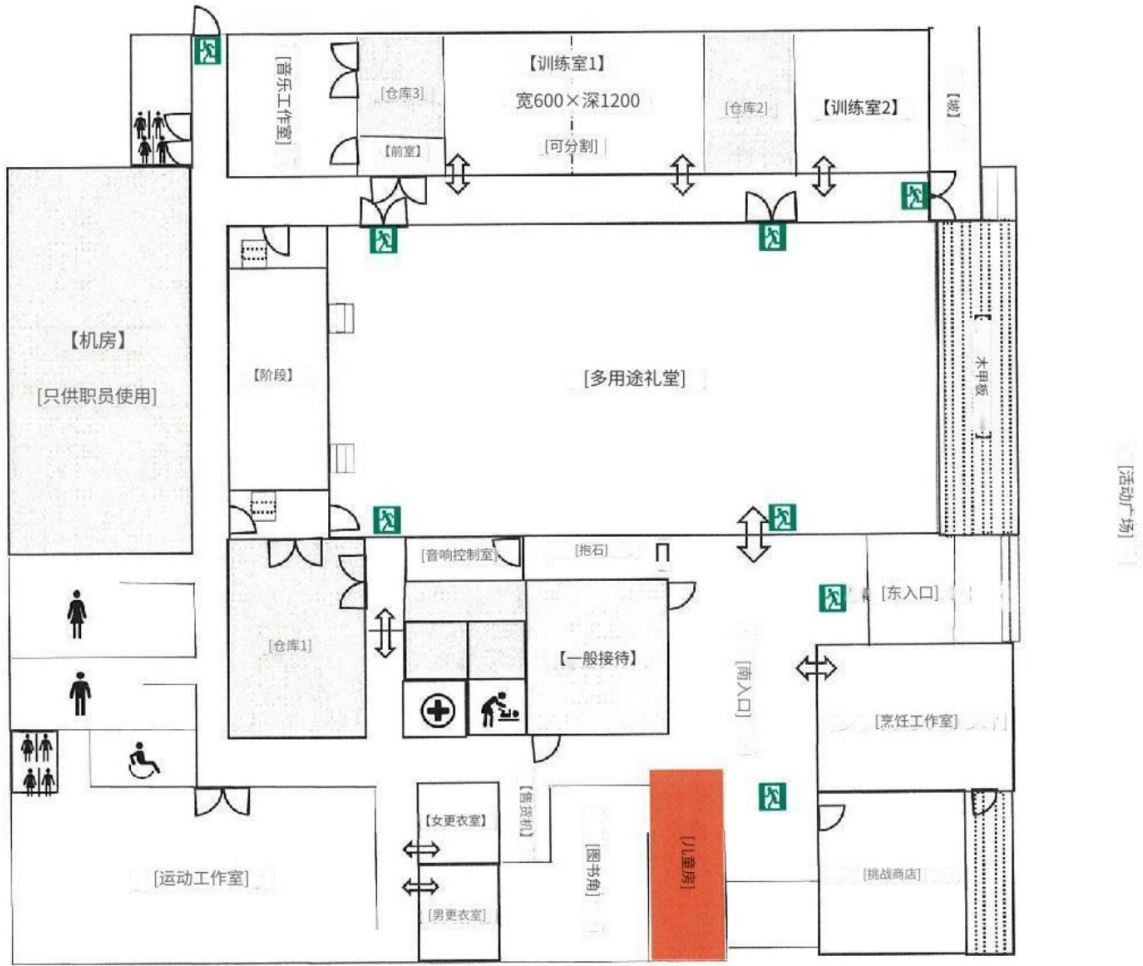 [音乐工作室]
[仓库3]
【前室】
【训练室1】
宽600×深1200
[可分割]
[仓库2]
【训练室2】
【坡】
【机房】
[只供职员使用]
【阶段】
[多用途礼堂]
【木甲板】
[活动广场]
[音响控制室]
[抱石]
[东入口]
[仓库1]
【一般接待】
[南入口]
[烹饪工作室]
【女更衣室】
【售货机】
[图书角]
[儿童房]
[挑战商店]
[运动工作室]
[男更衣室]